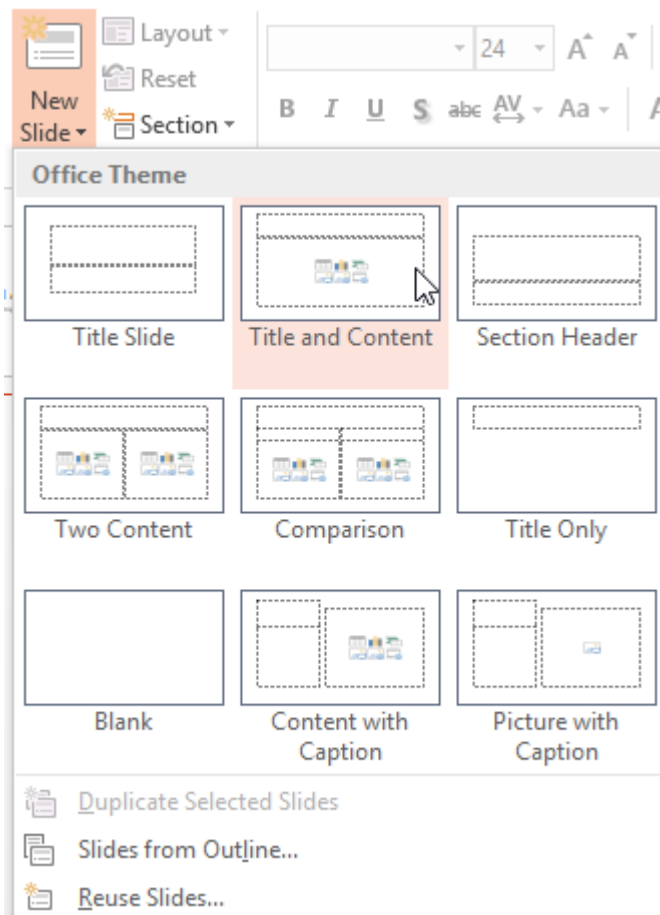 New
Slide
Layout
Reset
Section
24
A A
B I U S abc AV Aa A
Office Theme
Title Slide
Title and Content
Section Header
Two Content
Comparison
Title Only
Blank
Content with
Caption
Picture with
Caption
Duplicate Selected Slides
Slides from Outline...
Reuse Slides...